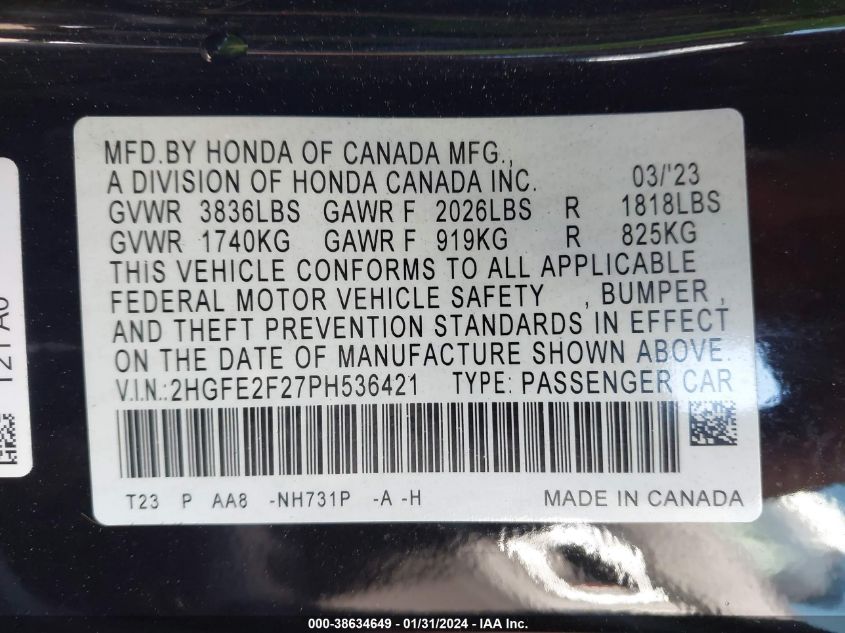 MFD.BY HONDA OF CANADA MFG.,
A DIVISION OF HONDA CANADA INC. 03/'23
GVWR 3836LBS GAWR F 2026LBS R 1818LBS
GVWR 1740KG GAWR F 919KG R 825KG
THIS VEHICLE CONFORMS TO ALL APPLICABLE
FEDERAL MOTOR VEHICLE SAFETY , BUMPER ,
AND THEFT PREVENTION STANDARDS IN EFFECT
ON THE DATE OF MANUFACTURE SHOWN ABOVE.
V.I.N.:2HGFE2F27PH536421 TYPE: PASSENGER CAR
T23 P AA8 -NH731P -A -H MADE IN CANADA
000-38634649 - 01/31/2024 - IAA Inc.